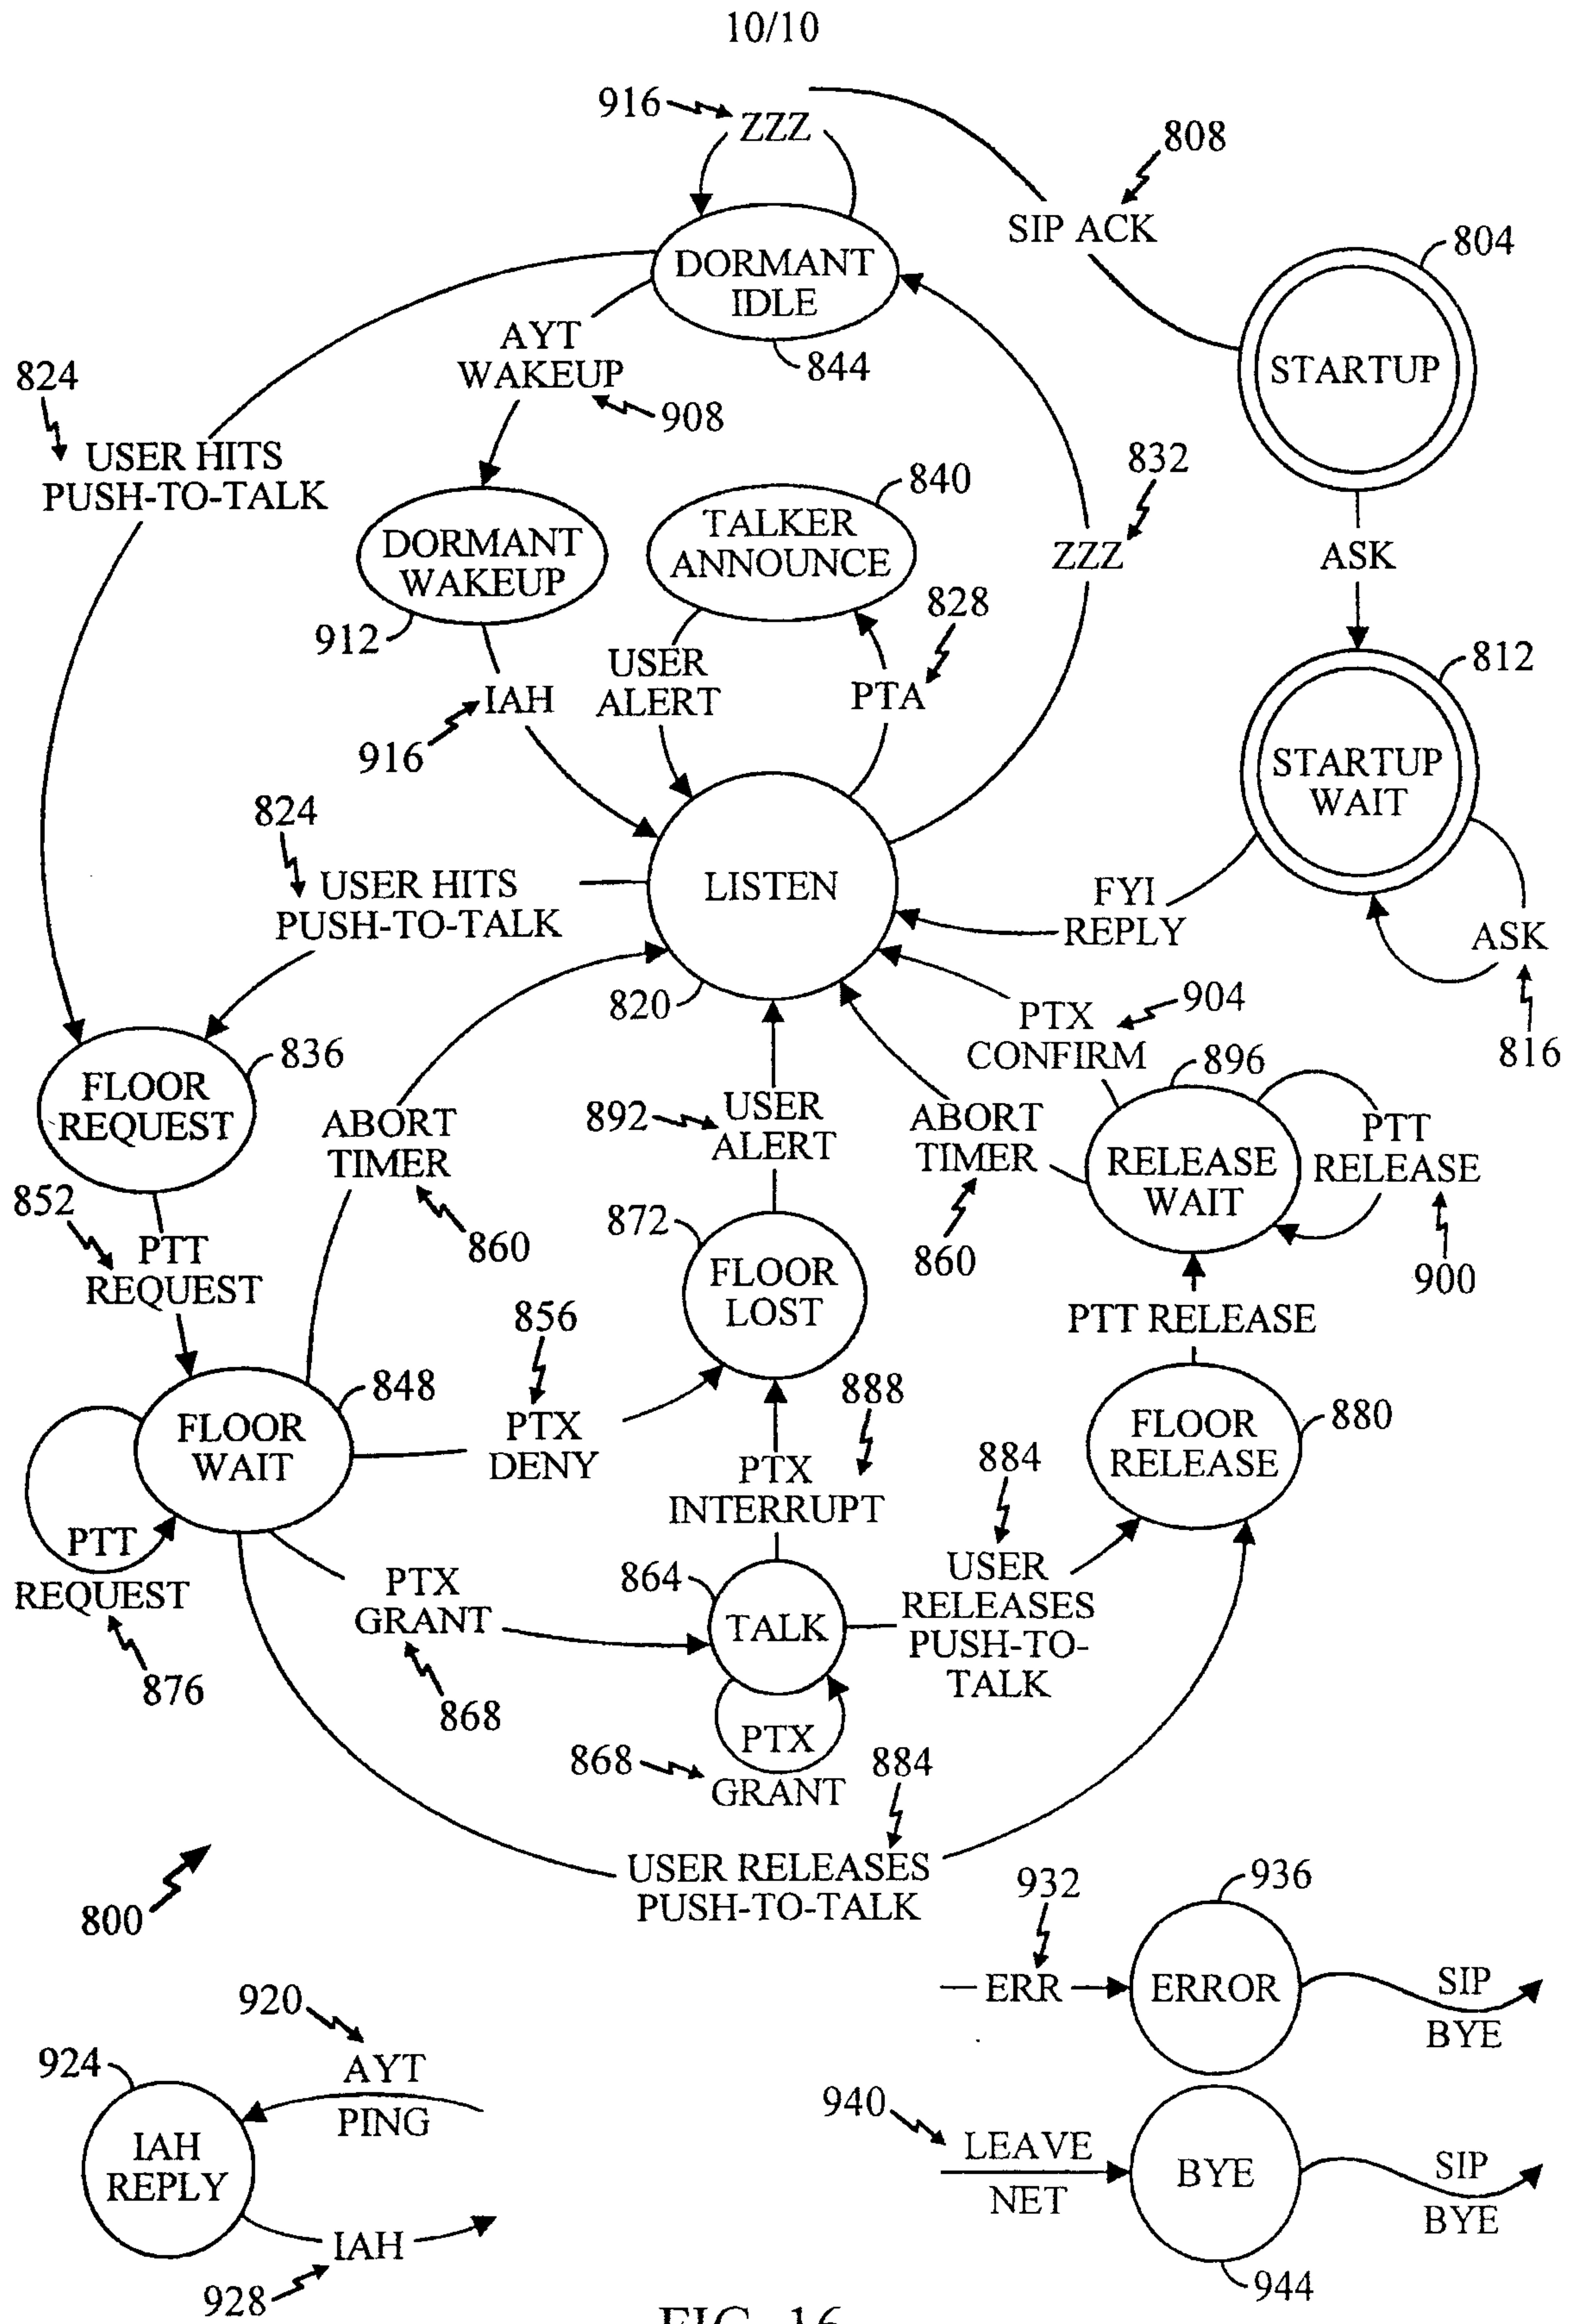 10/10
916
ZZZ
808
SIP ACK
804
DORMANT
IDLE
STARTUP
AYT
WAKEUP
844
824
908
USER HITS
PUSH-TO-TALK
832
840
TALKER
ANNOUNCE
DORMANT
WAKEUP
ZZZ
ASK
828
912
USER
ALERT
812
PTA
IAH
916
STARTUP
WAIT
824
USER HITS
PUSH-TO-TALK
LISTEN
FYI
REPLY
ASK
820
904
PTX
CONFIRM
816
836
896
FLOOR
REQUEST
ABORT
TIMER
892
USER
ALERT
ABORT
TIMER
PTT
RELEASE
RELEASE
WAIT
852
872
860
860
PTT
REQUEST
900
FLOOR
LOST
856
PTT RELEASE
848
888
FLOOR
WAIT
PTX
DENY
880
FLOOR
RELEASE
884
PTX
INTERRUPT
PTT
REQUEST
864
USER
RELEASES
PUSH-TO-
TALK
PTX
GRANT
TALK
876
868
PTX
GRANT
868
884
USER RELEASES
PUSH-TO-TALK
800
932
936
ERR
ERROR
SIP
BYE
920
924
AYT
PING
940
LEAVE
NET
IAH
REPLY
BYE
SIP
BYE
IAH
928
944
FIG. 16